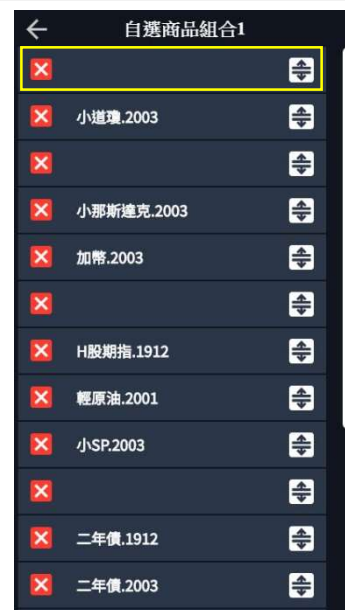 自選商品組合1
小道瓊.2003
小那斯達克.2003
加幣.2003
H股期指.1912
輕原油.2001
小SP.2003
二年債.1912
二年債.2003